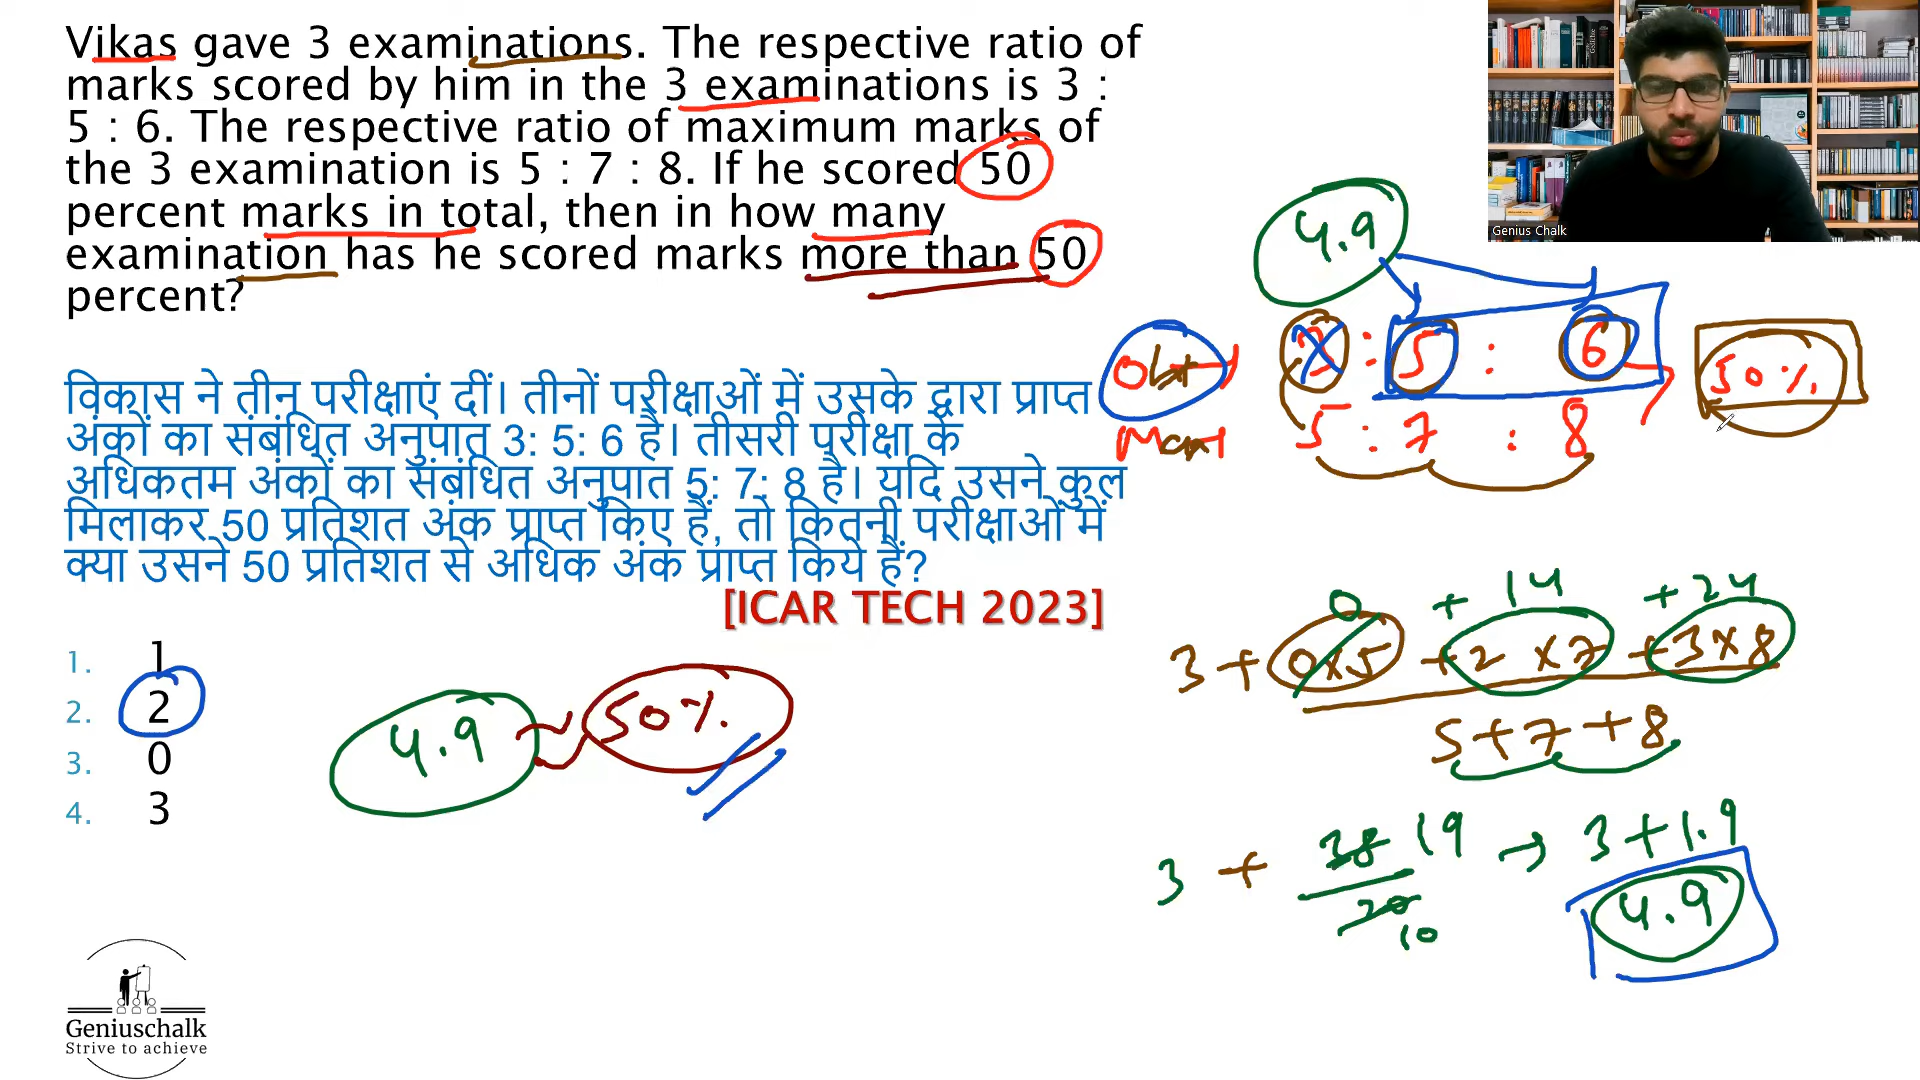 Vikas gave 3 examinations. The respective ratio of
marks scored by him in the 3 examinations is 3 :
5 : 6. The respective ratio of maximum marks of
the 3 examination is 5 : 7 : 8. If he scored 50
percent marks in total, then in how many
examination has he scored marks more than 50
percent?
विकास ने तीन परीक्षाएं दीं। तीनों परीक्षाओं में उसके द्वारा प्राप्त
अंकों का संबंधित अनुपात 3: 5: 6 है। तीसरी परीक्षा के
अधिकतम अंकों का संबंधित अनुपात 5: 7: 8 है। यदि उसने कुल
मिलाकर 50 प्रतिशत अंक प्राप्त किए हैं, तो कितनी परीक्षाओं में
क्या उसने 50 प्रतिशत से अधिक अंक प्राप्त किये हैं?
[ICAR TECH 2023]
1. 1
2. 2
3. 0
4. 3
4.9 50%
Geniuschalk
Strive to achieve
Genius Chalk
4.9
3 : 5 : 6 50%
5 : 7 : 8
0 + 14 + 24
3 + 0x5 + 2 x7 + 3x8
5+7+8
3 + 38 19 → 3+1.9
20 10
4.9